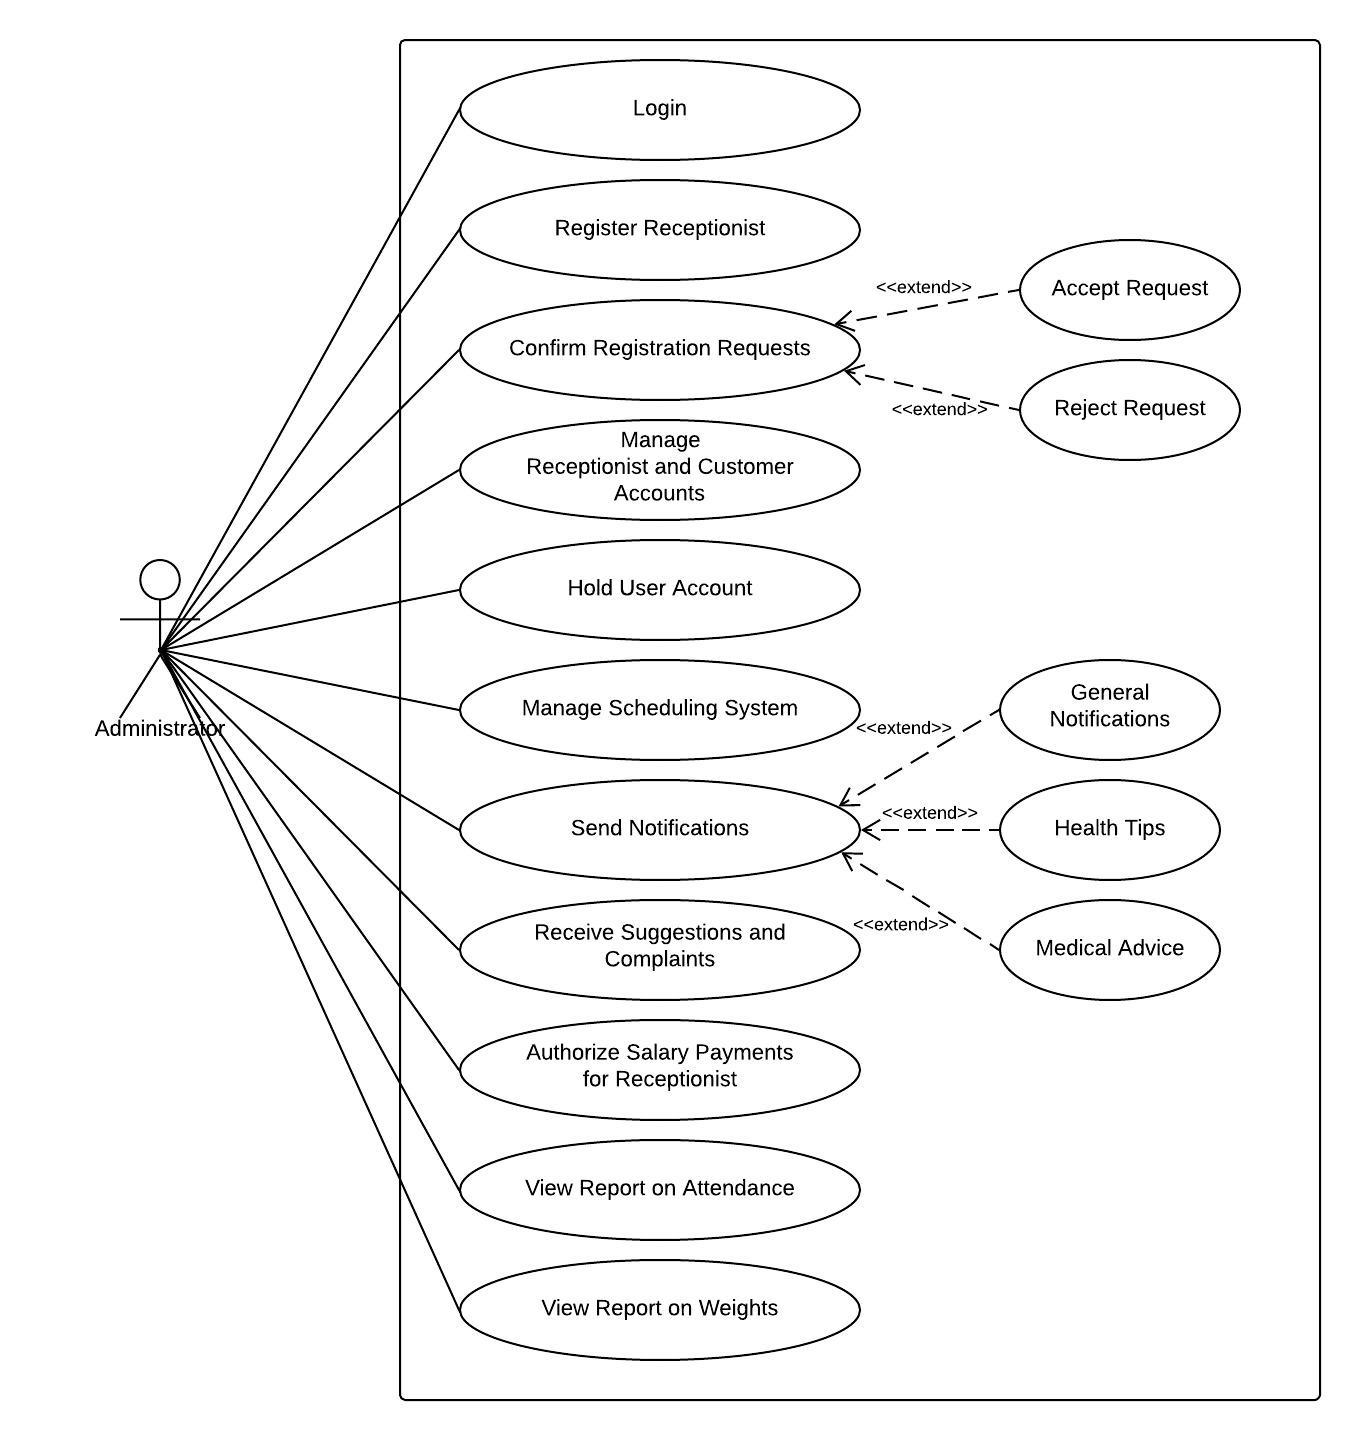 Login
Register Receptionist
<<extend>>
Accept Request
Confirm Registration Requests
<<extend>>
Reject Request
Manage
Receptionist and Customer
Accounts
Hold User Account
Administrator
Manage Scheduling System
<<extend>>
General
Notifications
Send Notifications
<<extend>>
Health Tips
Receive Suggestions and
Complaints
<<extend>>
Medical Advice
Authorize Salary Payments
for Receptionist
View Report on Attendance
View Report on Weights